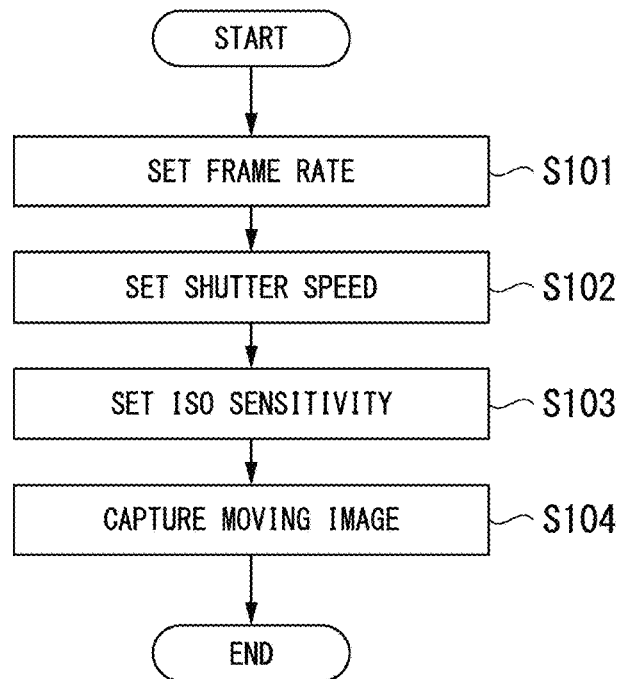 START
SET FRAME RATE S101
SET SHUTTER SPEED S102
SET ISO SENSITIVITY S103
CAPTURE MOVING IMAGE S104
END